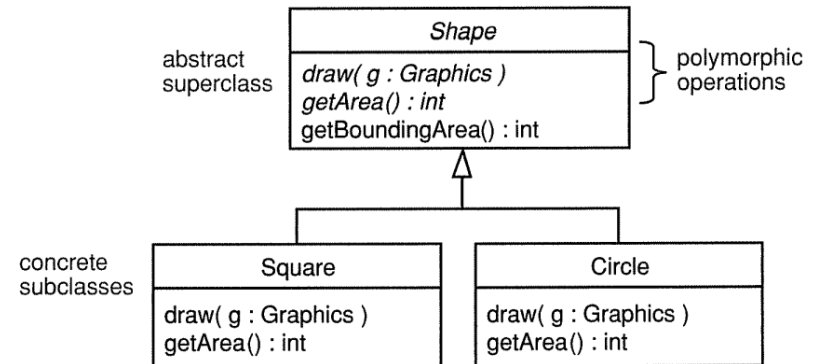 Shape
abstract
superclass
draw( g : Graphics )
getArea() : int
getBoundingArea() : int
polymorphic
operations
concrete
subclasses
Square
draw( g : Graphics )
getArea() : int
Circle
draw( g : Graphics )
getArea() : int